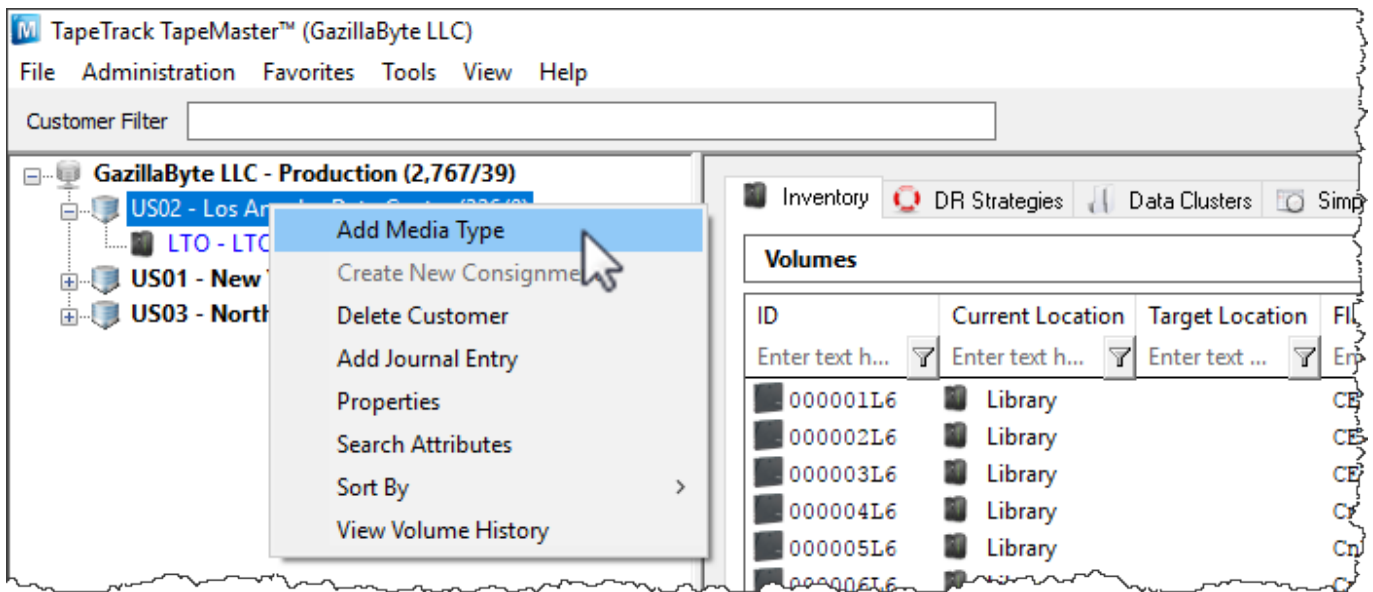 TapeTrack TapeMaster™ (GazillaByte LLC)
File Administration Favorites Tools View Help
Customer Filter
GazillaByte LLC - Production (2,767/39)
US02 - Los
LTO - LTO
US01 - New
US03 - North
Add Media Type
Create New
Delete Customer
Add Journal Entry
Properties
Search Attributes
Sort By
View Volume History
Inventory DR Strategies Data Clusters
Volumes
ID Current Location Target Location
Enter text h... Enter text h... Enter text ...
000001L6 Library
000002L6 Library
000003L6 Library
000004L6 Library
000005L6 Library
000006L6